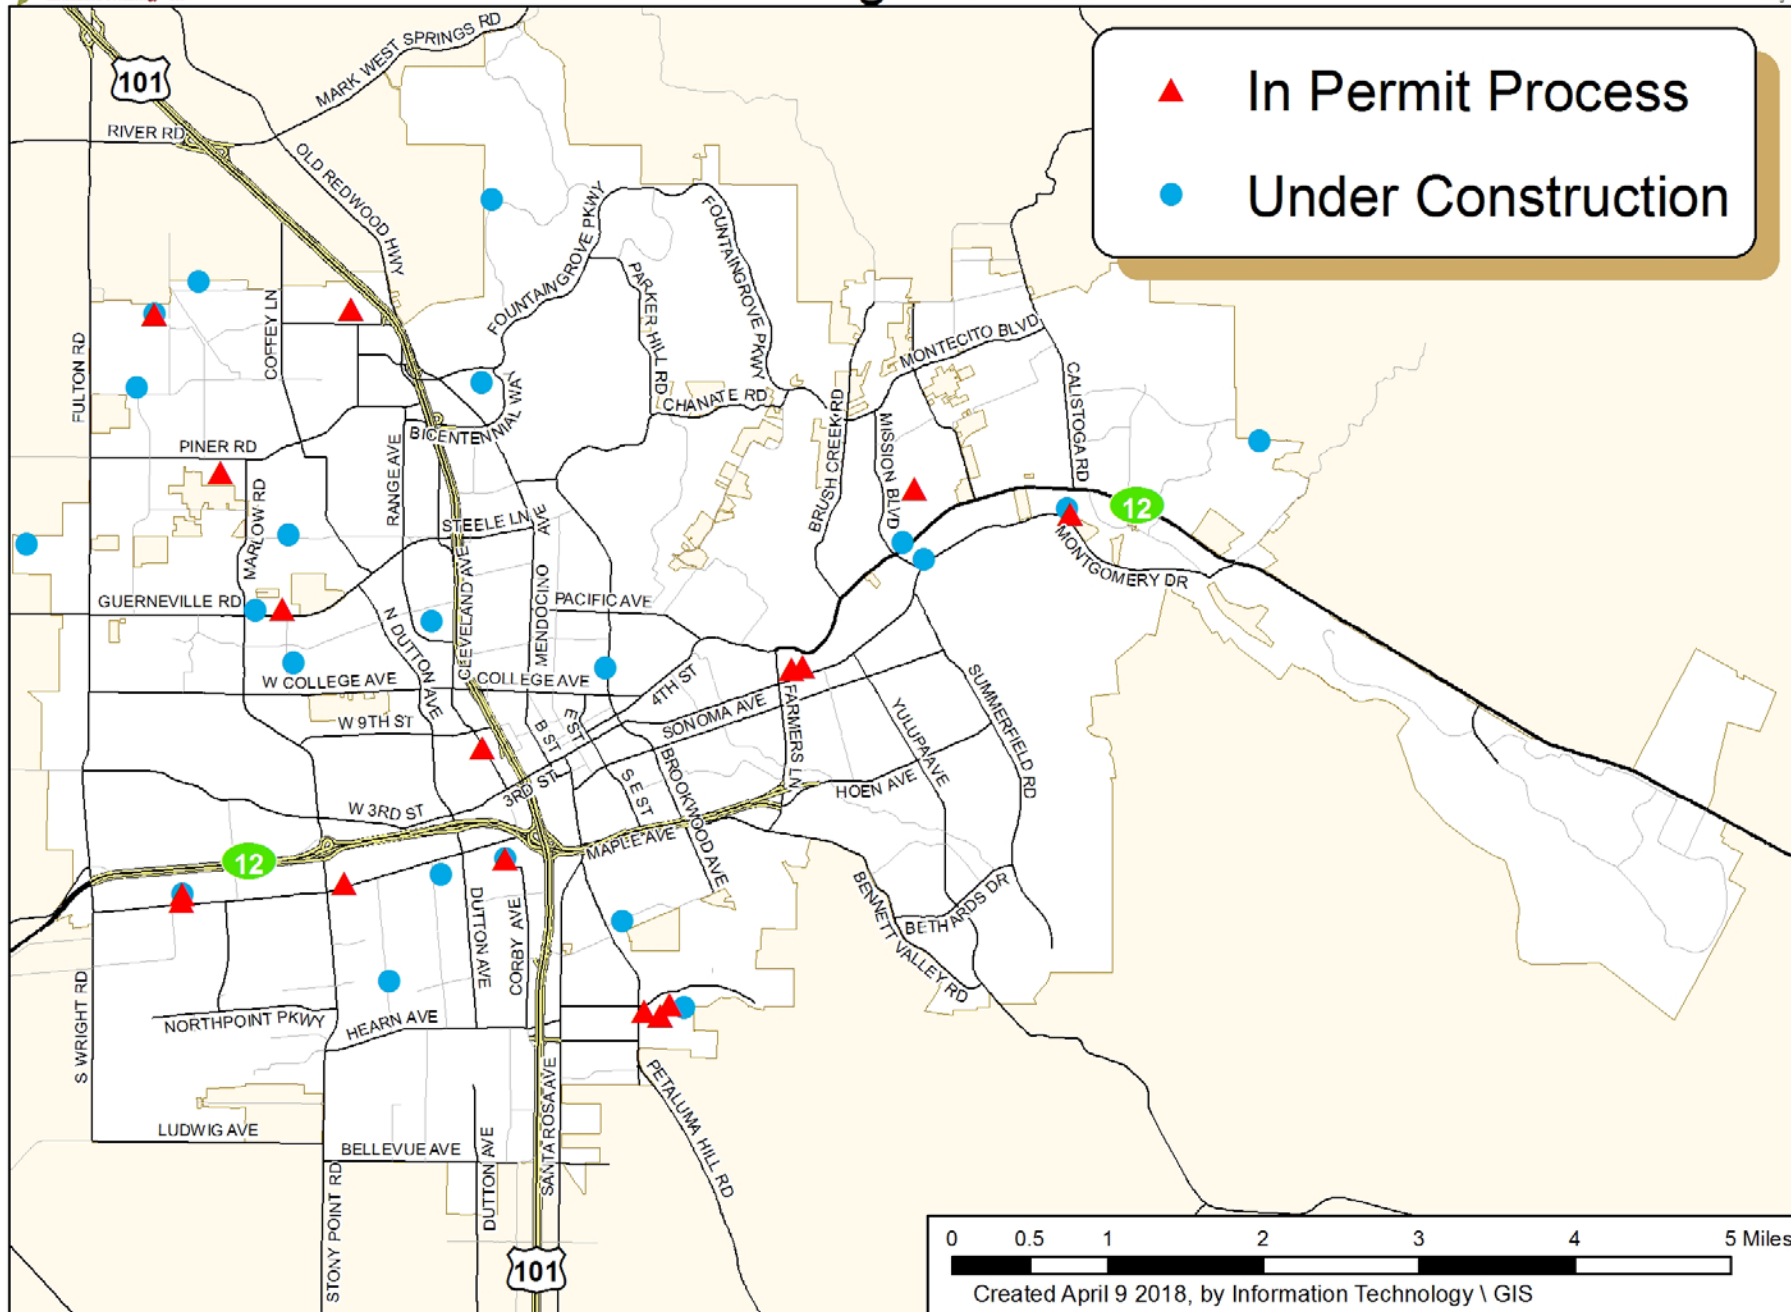 In Permit Process
Under Construction
101
MARK WEST SPRINGS RD
RIVER RD
OLD REDWOOD HWY
FOUNTAINGROVE PKWY
FOUNTAINGROVE PKWY
PARKER HILL RD
COFFEY LN
FULTON RD
MONTECITO BLVD
CALISTOGA RD
CHANATE RD
BRUSH CREEK RD
MISSION BLVD
BICENTENNIAL WAY
PINER RD
RANGE AVE
MARLOW RD
STEELE LN
12
MONTGOMERY DR
GUERNEVILLE RD
N DUTTON AVE
CLEVELAND AVE
MENDOCINO AVE
PACIFIC AVE
W COLLEGE AVE
COLLEGE AVE
4TH ST
SONOMA AVE
FARMERS LN
YULUPA AVE
SUMMERFIELD RD
W 9TH ST
B ST
E ST
S E ST
BROOKWOOD AVE
3RD ST
W 3RD ST
HOEN AVE
MAPLE AVE
12
BENNETT VALLEY RD
BETHARDS DR
DUTTON AVE
CORBY AVE
S WRIGHT RD
NORTHPOINT PKWY
HEARN AVE
PETALUMA HILL RD
SANTA ROSA AVE
LUDWIG AVE
BELLEVUE AVE
STONY POINT RD
DUTTON AVE
101
0 0.5 1 2 3 4 5 Miles
Created April 9 2018, by Information Technology \ GIS